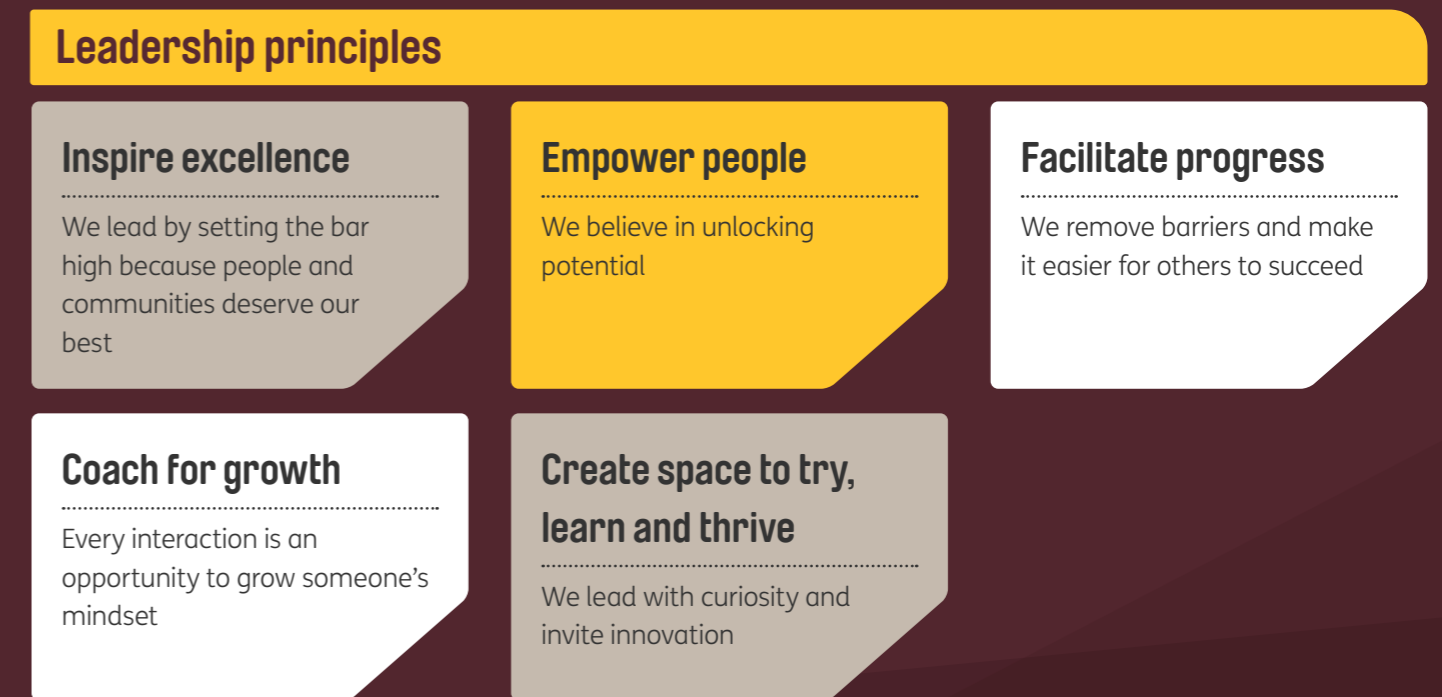 Leadership principles
Inspire excellence
We lead by setting the bar
high because people and
communities deserve our
best
Empower people
We believe in unlocking
potential
Facilitate progress
We remove barriers and make
it easier for others to succeed
Coach for growth
Every interaction is an
opportunity to grow someone’s
mindset
Create space to try,
learn and thrive
We lead with curiosity and
invite innovation